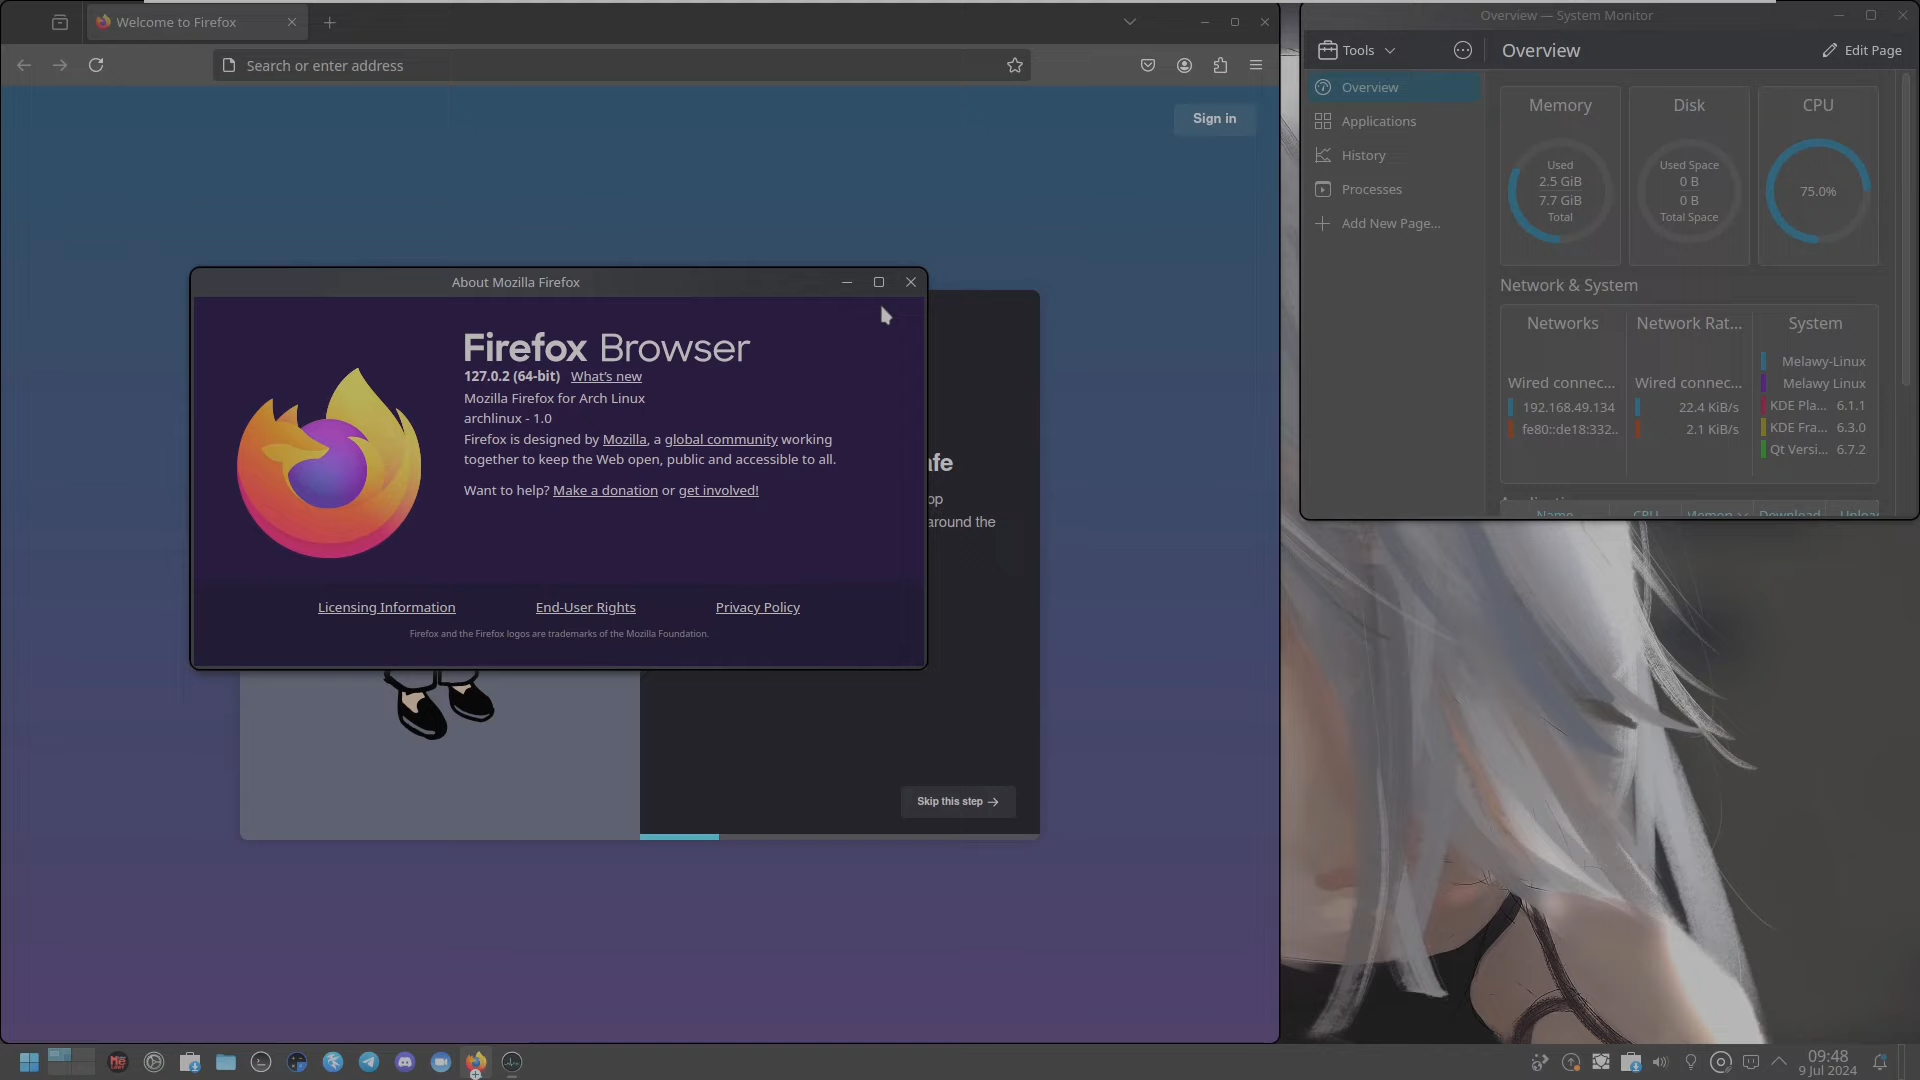 Welcome to Firefox
Search or enter address
Sign in
About Mozilla Firefox
Firefox Browser
127.0.2 (64-bit) What's new
Mozilla Firefox for Arch Linux
archlinux - 1.0
Firefox is designed by Mozilla, a global community working
together to keep the Web open, public and accessible to all.
Want to help? Make a donation or get involved!
Licensing Information End-User Rights Privacy Policy
Firefox and the Firefox logos are trademarks of the Mozilla Foundation.
around the
Skip this step →
Overview — System Monitor
Tools
Overview
Edit Page
Overview
Applications
History
Processes
Add New Page...
Memory
Used
2.5 GiB
7.7 GiB
Total
Disk
Used Space
0 B
0 B
Total Space
CPU
75.0%
Network & System
Networks
Wired connec...
192.168.49.134
fe80::de18:332..
Network Rat...
Wired connec...
22.4 KiB/s
2.1 KiB/s
System
Melawy-Linux
Melawy Linux
KDE Pla... 6.1.1
KDE Fra... 6.3.0
Qt Versi... 6.7.2
Name CPU Memory Download
09:48
9 Jul 2024